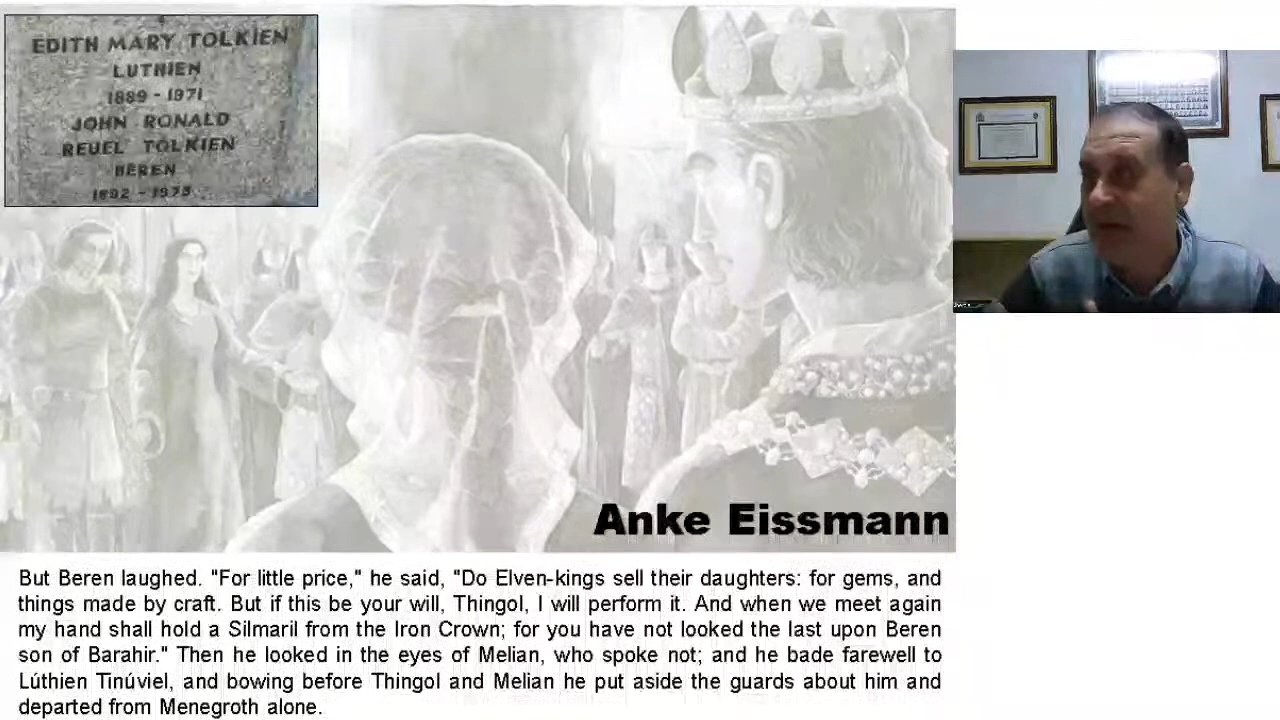 EDITH MARY TOLKIEN
LUTHIEN
1889 - 1971
JOHN RONALD
REUEL TOLKIEN
BEREN
1892 - 1973
Anke Eissmann
But Beren laughed. "For little price," he said, "Do Elven-kings sell their daughters: for gems, and
things made by craft. But if this be your will, Thingol, I will perform it. And when we meet again
my hand shall hold a Silmaril from the Iron Crown; for you have not looked the last upon Beren
son of Barahir." Then he looked in the eyes of Melian, who spoke not; and he bade farewell to
Lúthien Tinúviel, and bowing before Thingol and Melian he put aside the guards about him and
departed from Menegroth alone.